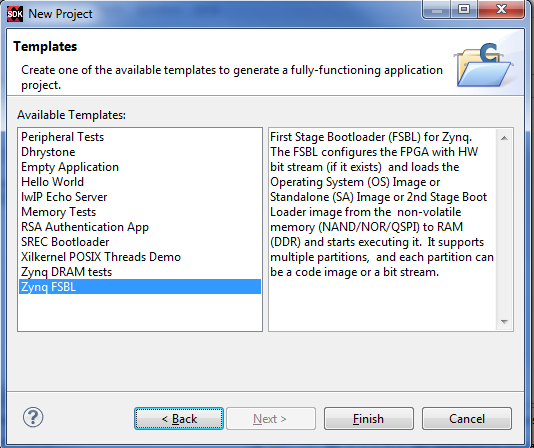 SDK New Project
Templates
Create one of the available templates to generate a fully-functioning application
project.
C
Available Templates:
Peripheral Tests
Dhrystone
Empty Application
Hello World
lwIP Echo Server
Memory Tests
RSA Authentication App
SREC Bootloader
Xilkernel POSIX Threads Demo
Zynq DRAM tests
Zynq FSBL
First Stage Bootloader (FSBL) for Zynq.
The FSBL configures the FPGA with HW
bit stream (if it exists)  and loads the
Operating System (OS) Image or
Standalone (SA) Image or 2nd Stage Boot
Loader image from the  non-volatile
memory (NAND/NOR/QSPI) to RAM
(DDR) and starts executing it.  It supports
multiple partitions,  and each partition can
be a code image or a bit stream.
?
< Back
Next >
Finish
Cancel